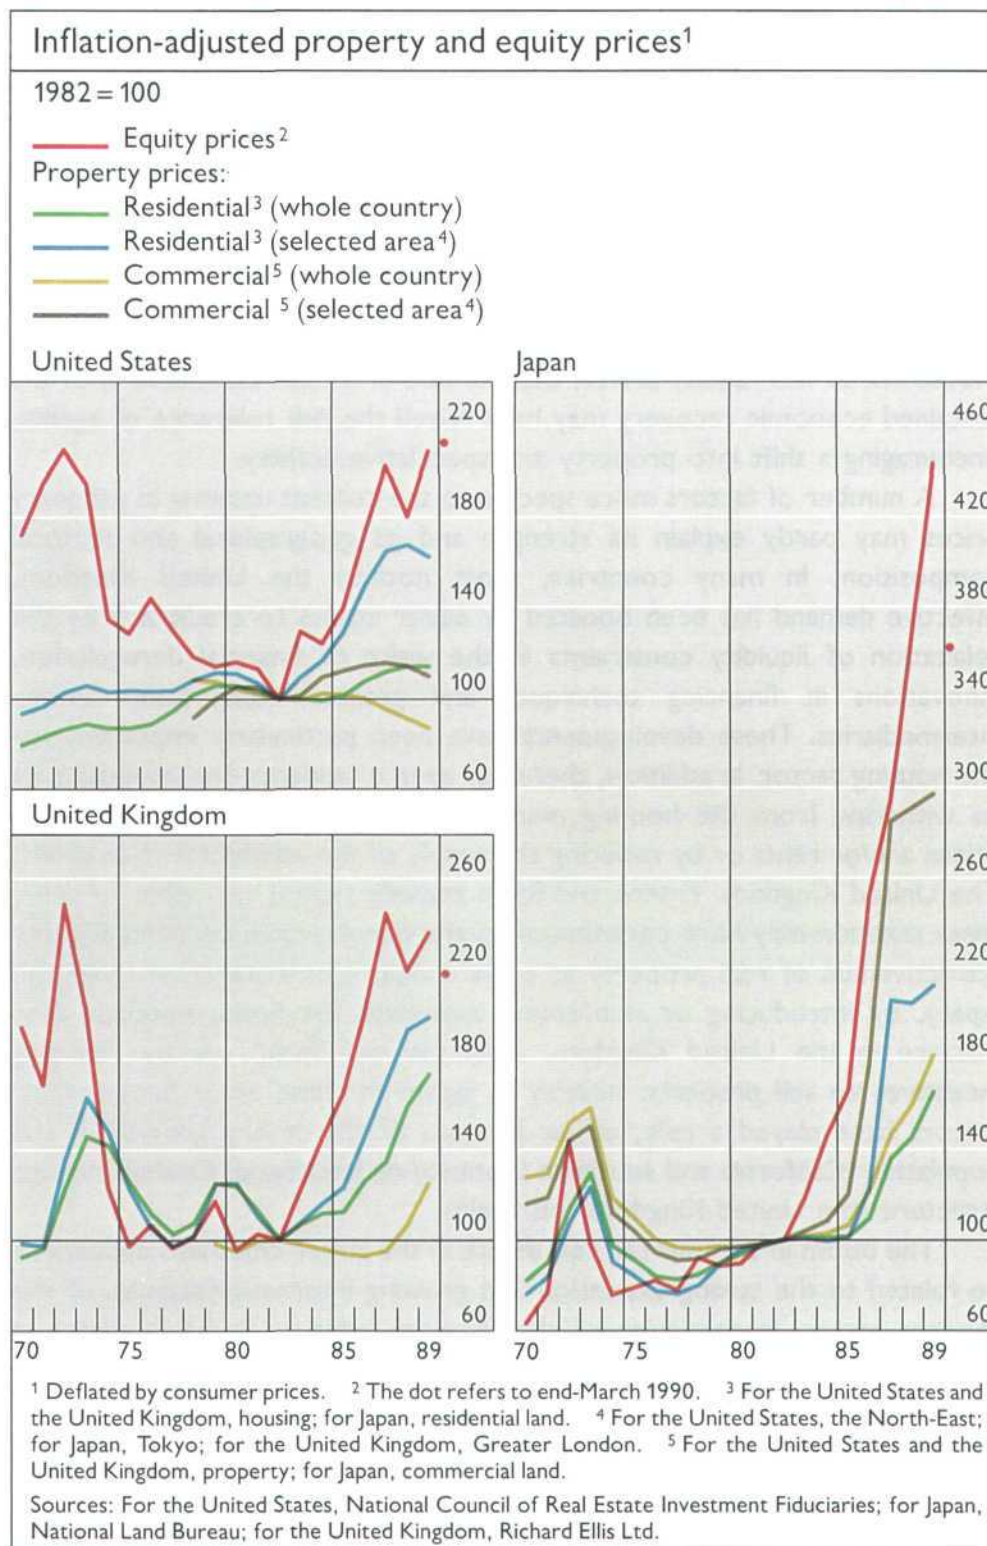 Inflation-adjusted property and equity prices¹
1982 = 100
Equity prices²
Property prices:
Residential³ (whole country)
Residential³ (selected area⁴)
Commercial⁵ (whole country)
Commercial ⁵ (selected area⁴)
United States
Japan
220
180
140
100
60
460
420
380
340
300
260
220
180
140
100
60
United Kingdom
260
220
180
140
100
60
70 75 80 85 89
70 75 80 85 89
¹ Deflated by consumer prices. ² The dot refers to end-March 1990. ³ For the United States and
the United Kingdom, housing; for Japan, residential land. ⁴ For the United States, the North-East;
for Japan, Tokyo; for the United Kingdom, Greater London. ⁵ For the United States and the
United Kingdom, property; for Japan, commercial land.
Sources: For the United States, National Council of Real Estate Investment Fiduciaries; for Japan,
National Land Bureau; for the United Kingdom, Richard Ellis Ltd.